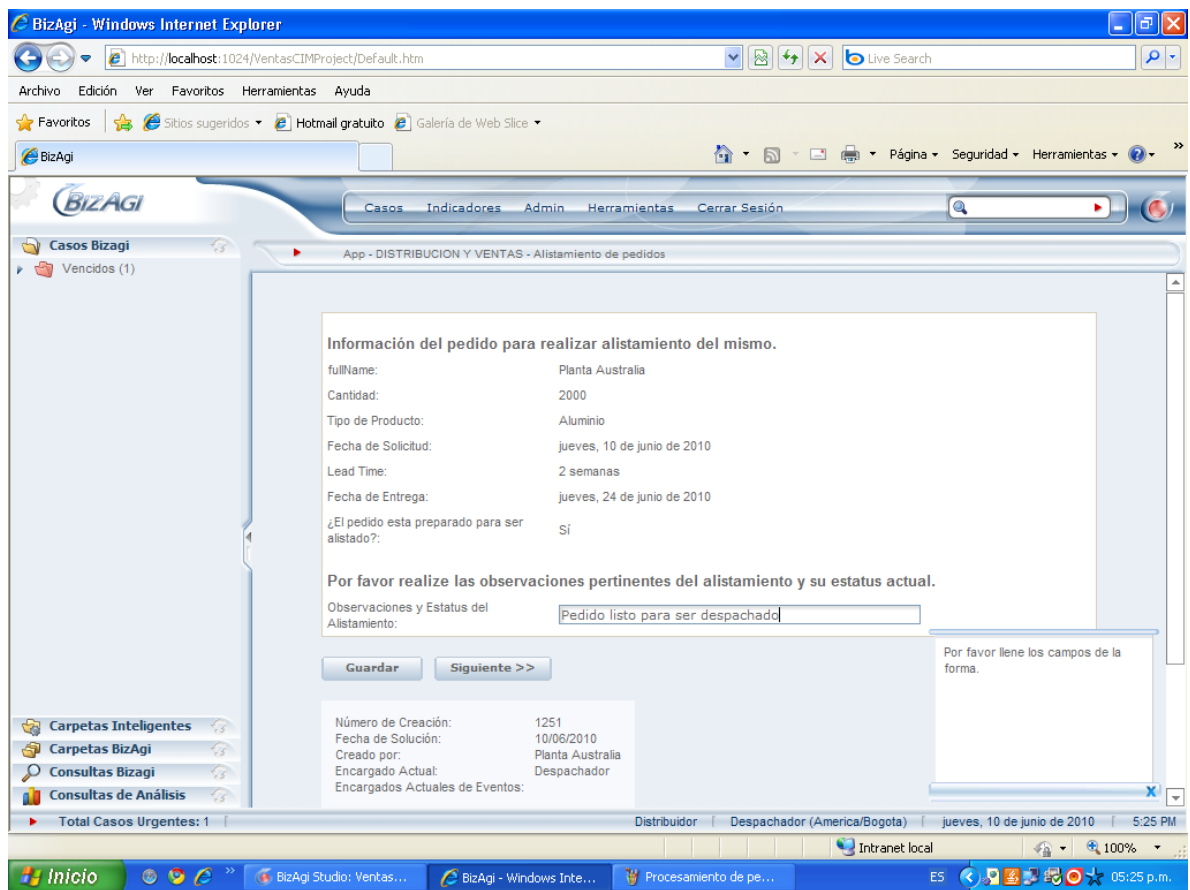 BizAgi - Windows Internet Explorer
http://localhost:1024/VentasCIMProject/Default.htm
Live Search
Archivo Edición Ver Favoritos Herramientas Ayuda
Favoritos Sitios sugeridos Hotmail gratuito Galería de Web Slice
BizAgi Página Seguridad Herramientas
BIZAGI
Casos Indicadores Admin Herramientas Cerrar Sesión
Casos Bizagi
Vencidos (1)
App - DISTRIBUCION Y VENTAS - Alistamiento de pedidos
Información del pedido para realizar alistamiento del mismo.
fullName: Planta Australia
Cantidad: 2000
Tipo de Producto: Aluminio
Fecha de Solicitud: jueves, 10 de junio de 2010
Lead Time: 2 semanas
Fecha de Entrega: jueves, 24 de junio de 2010
¿El pedido esta preparado para ser
alistado?: Sí
Por favor realize las observaciones pertinentes del alistamiento y su estatus actual.
Observaciones y Estatus del
Alistamiento: Pedido listo para ser despachado
Guardar Siguiente >>
Por favor llene los campos de la
forma.
X
Número de Creación: 1251
Fecha de Solución: 10/06/2010
Creado por: Planta Australia
Encargado Actual: Despachador
Encargados Actuales de Eventos:
Carpetas Inteligentes
Carpetas BizAgi
Consultas Bizagi
Consultas de Análisis
Total Casos Urgentes: 1 Distribuidor Despachador (America/Bogota) jueves, 10 de junio de 2010 5:25 PM
Intranet local 100%
Inicio BizAgi Studio: Ventas... BizAgi - Windows Inte... Procesamiento de pe... ES 05:25 p.m.